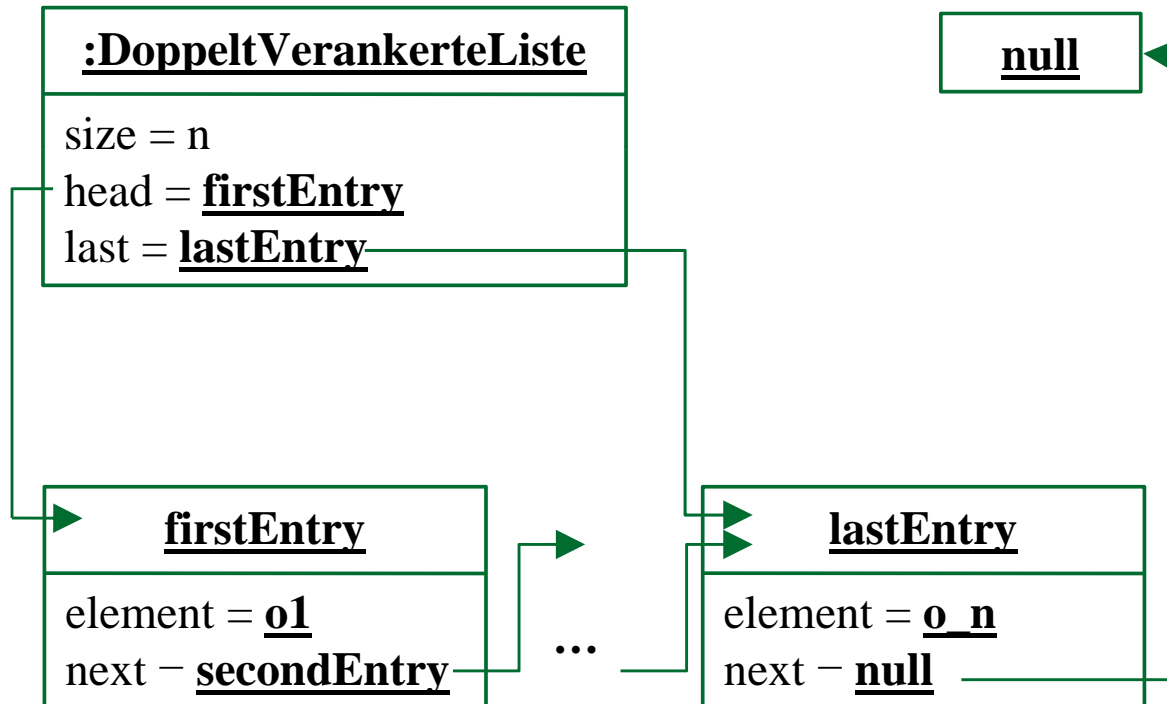 :DoppeltVerankerteListe
null
size = n
head = firstEntry
last = lastEntry
firstEntry
lastEntry
element = o1
next = secondEntry
...
element = o_n
next = null